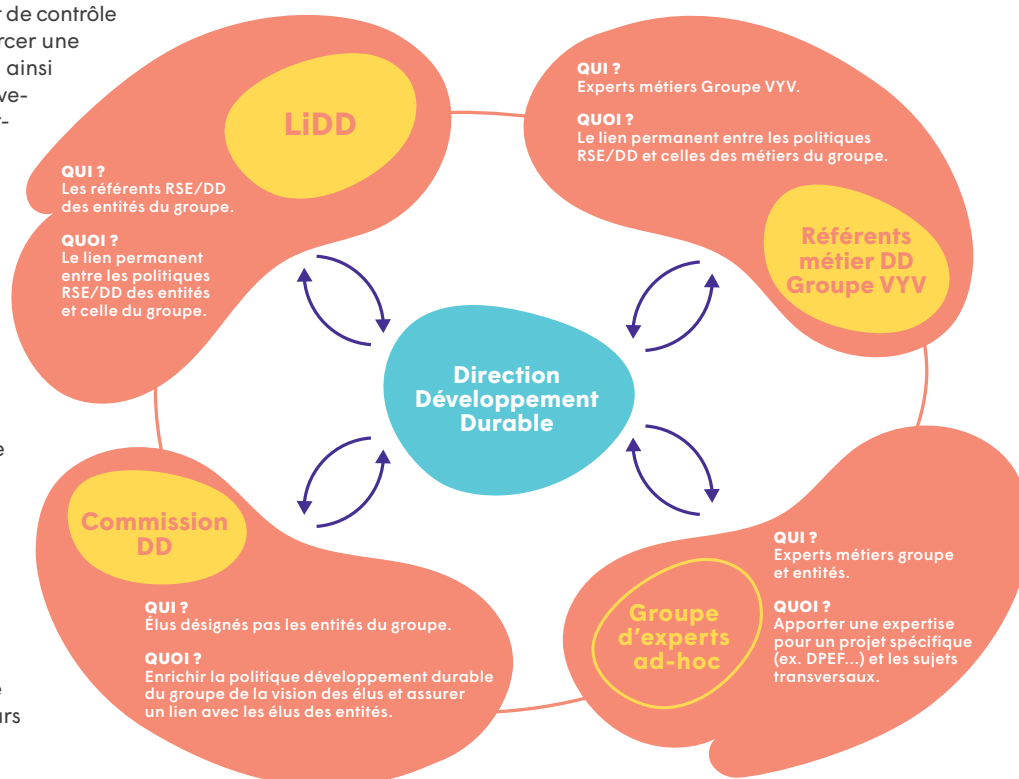 t de contrôle
rcer une
ainsi
ve-
t-
e
e
urs
LiDD
QUI ?
Les référents RSE/DD
des entités du groupe.
QUOI ?
Le lien permanent
entre les politiques
RSE/DD des entités
et celle du groupe.
QUI ?
Experts métiers Groupe VYV.
QUOI ?
Le lien permanent entre les politiques
RSE/DD et celles des métiers du groupe.
Référents
métier DD
Groupe VYV
Direction
Développement
Durable
Commission
DD
QUI ?
Élus désignés pas les entités du groupe.
QUOI ?
Enrichir la politique développement durable
du groupe de la vision des élus et assurer
un lien avec les élus des entités.
Groupe
d'experts
ad-hoc
QUI ?
Experts métiers groupe
et entités.
QUOI ?
Apporter une expertise
pour un projet spécifique
(ex. DPEF...) et les sujets
transversaux.